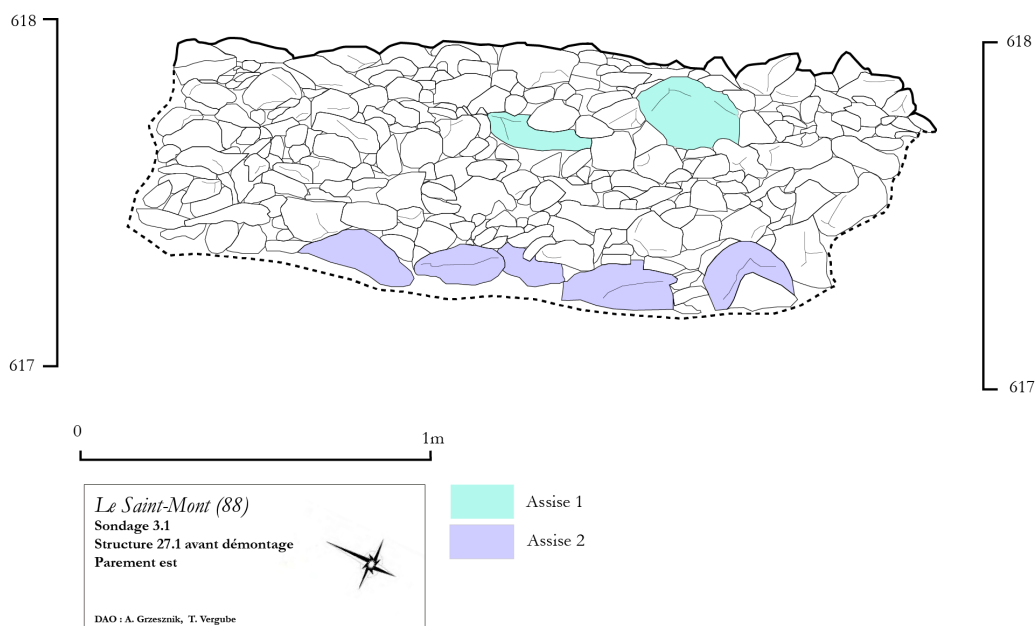 618
618
617
617
0
1m
Le Saint-Mont (88)
Sondage 3.1
Structure 27.1 avant démontage
Parement est
DAO : A. Grzesznik, T. Vergube
Assise 1
Assise 2